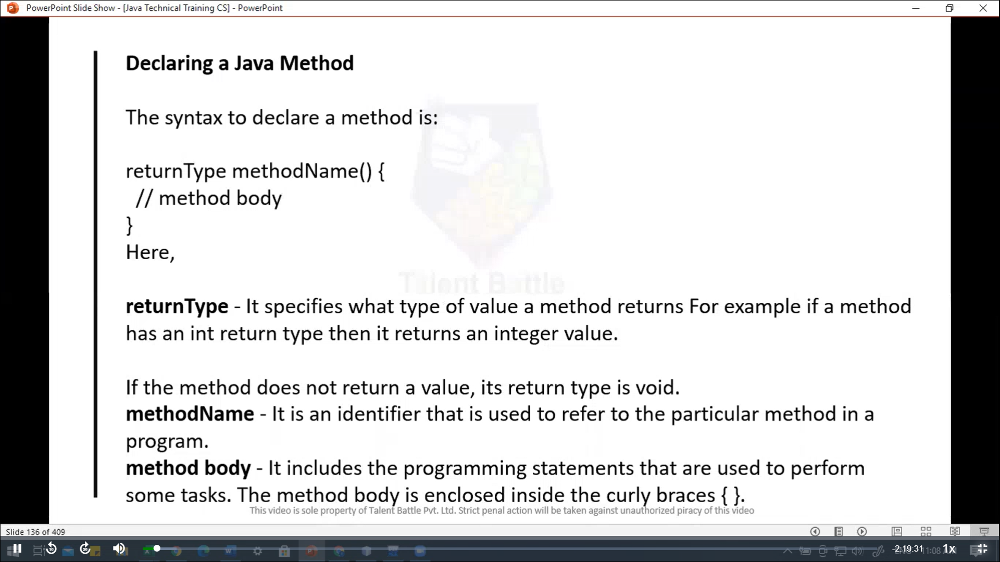 PowerPoint Slide Show - [Java Technical Training CS] - PowerPoint
Declaring a Java Method
The syntax to declare a method is:
returnType methodName() {
// method body
}
Here,
Talent Battle
returnType - It specifies what type of value a method returns For example if a method
has an int return type then it returns an integer value.
If the method does not return a value, its return type is void.
methodName - It is an identifier that is used to refer to the particular method in a
program.
method body - It includes the programming statements that are used to perform
some tasks. The method body is enclosed inside the curly braces { }.
This video is sole property of Talent Battle Pvt. Ltd. Strict penal action will be taken against unauthorized piracy of this video
Slide 136 of 409
10
30
-2:19:31
11:08
1x